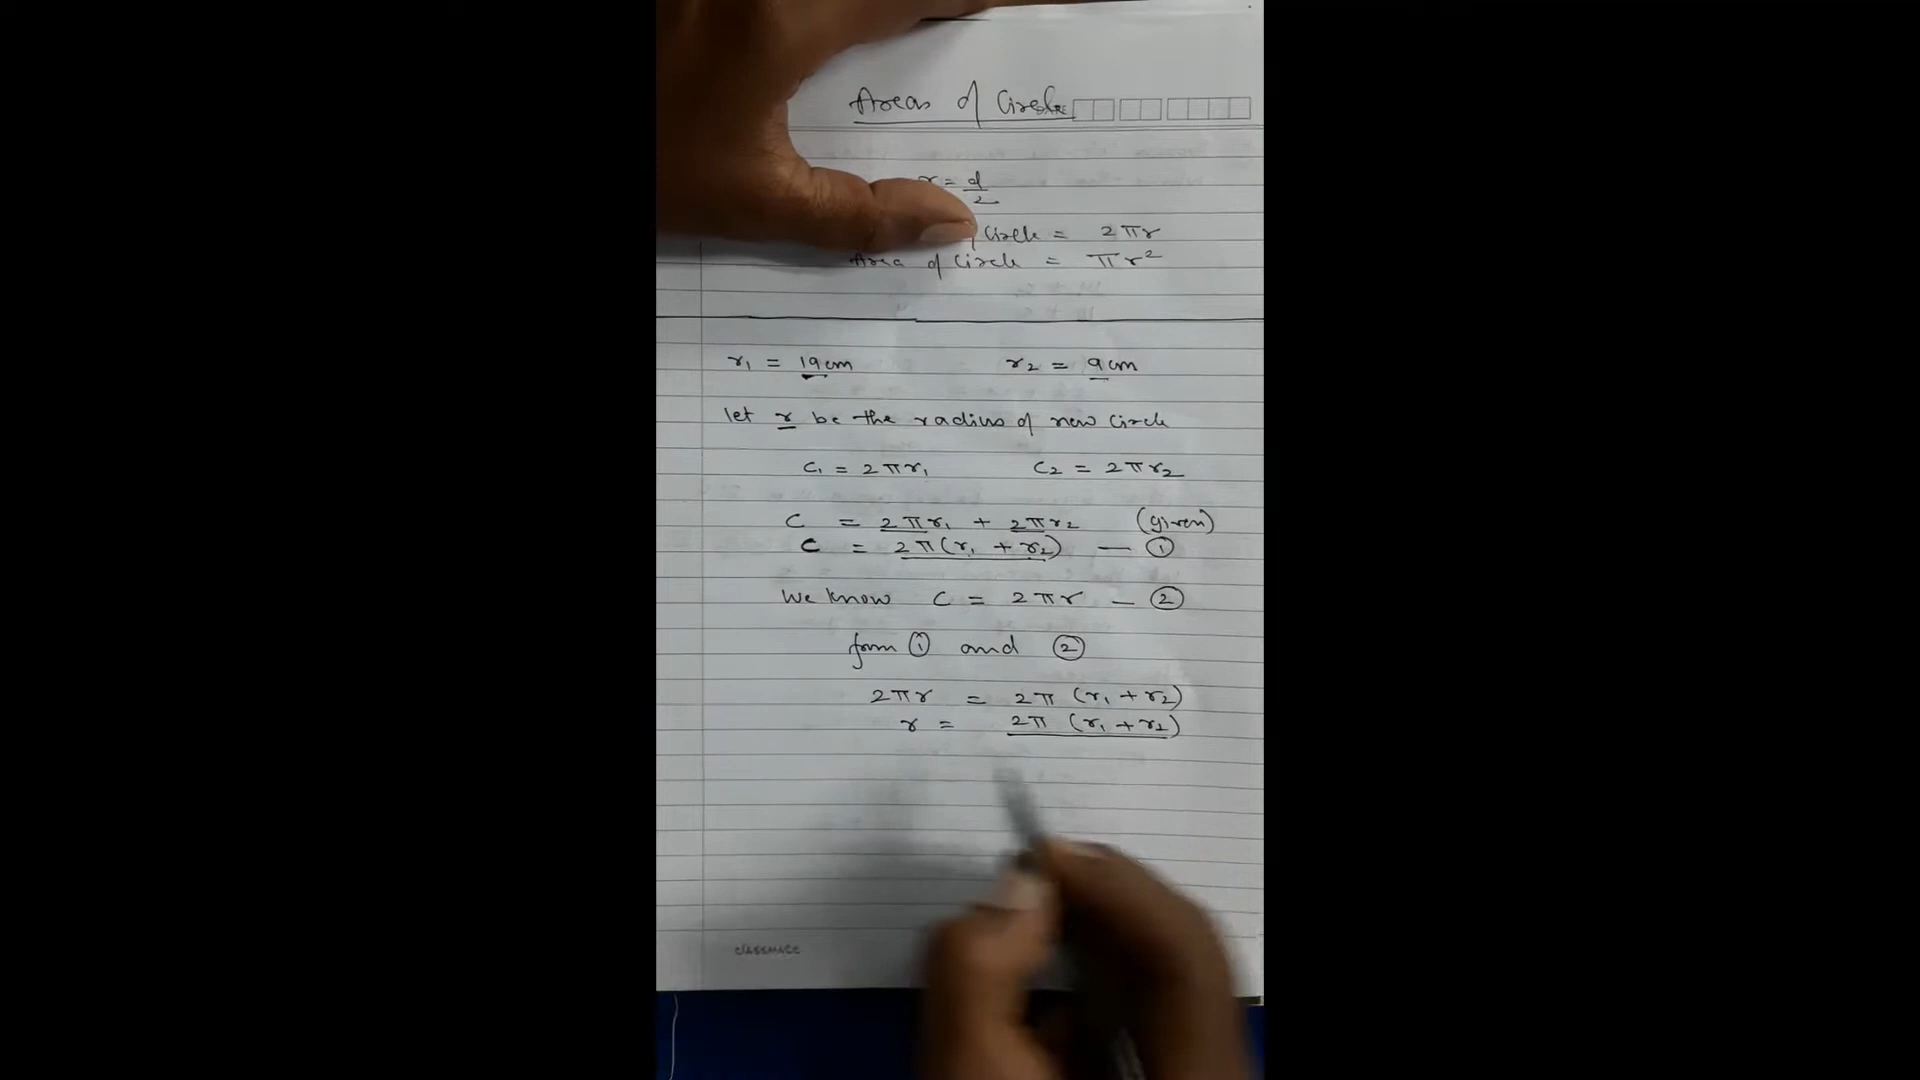 Areas of Circle
r = d/2
Circle = 2πr
Area of Circle = πr²
r₁ = 19cm r₂ = 9cm
let r be the radius of new circle
C₁ = 2πr₁ C₂ = 2πr₂
C = 2πr₁ + 2πr₂ (given)
C = 2π(r₁ + r₂) — ①
We know C = 2πr — ②
form ① and ②
2πr = 2π (r₁ + r₂)
r = 2π (r₁ + r₂)
classmate